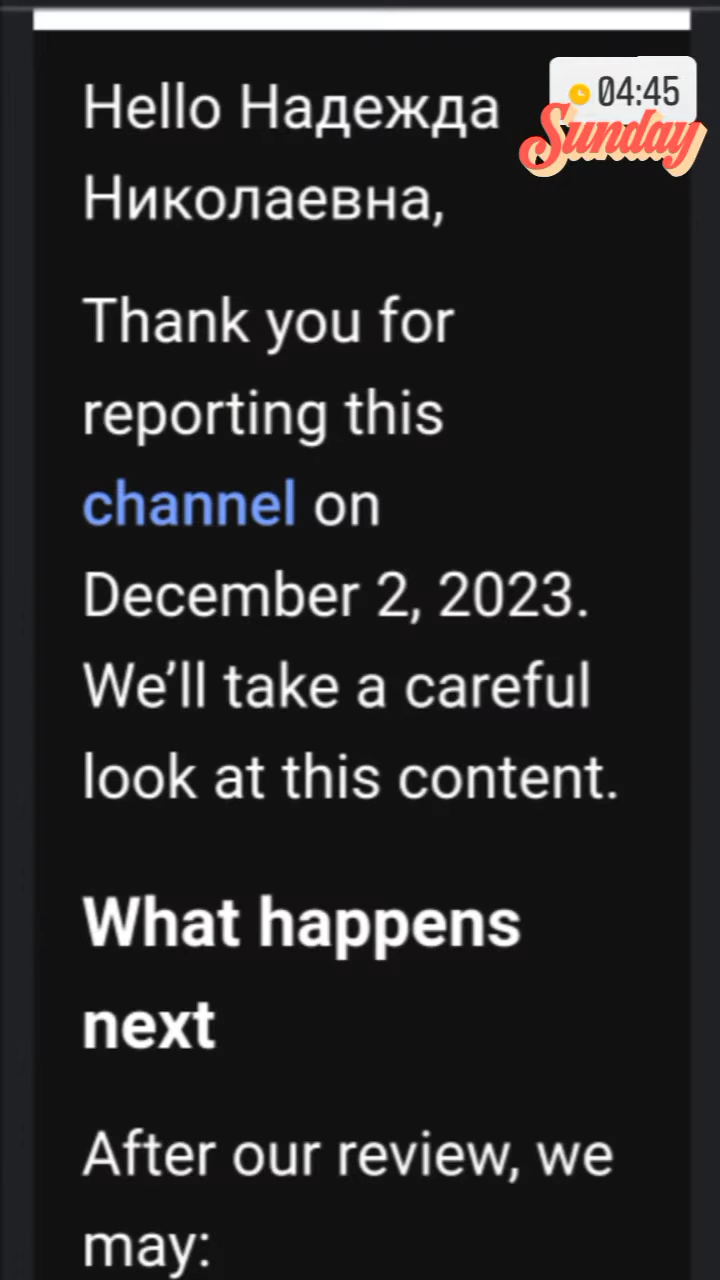 04:45
Sunday
Hello Надежда
Николаевна,
Thank you for
reporting this
channel on
December 2, 2023.
We’ll take a careful
look at this content.
What happens
next
After our review, we
may: